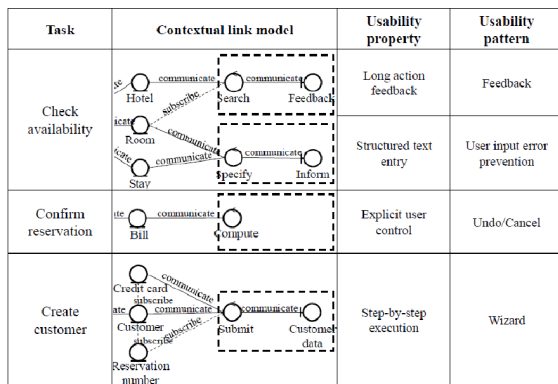 Task
Contextual link model
Usability
property
Usability
pattern
Check
availability
Hotel
communicate
Search
communicate
Feedback
subscribe
Room
communicate
Stay
communicate
Specify
communicate
Inform
Long action
feedback
Feedback
Structured text
entry
User input error
prevention
Confirm
reservation
Bill
communicate
Compute
Explicit user
control
Undo/Cancel
Create
customer
Credit card
communicate
subscribe
Customer
communicate
Submit
communicate
Customer
data
subscribe
subscribe
Reservation
number
Step-by-step
execution
Wizard